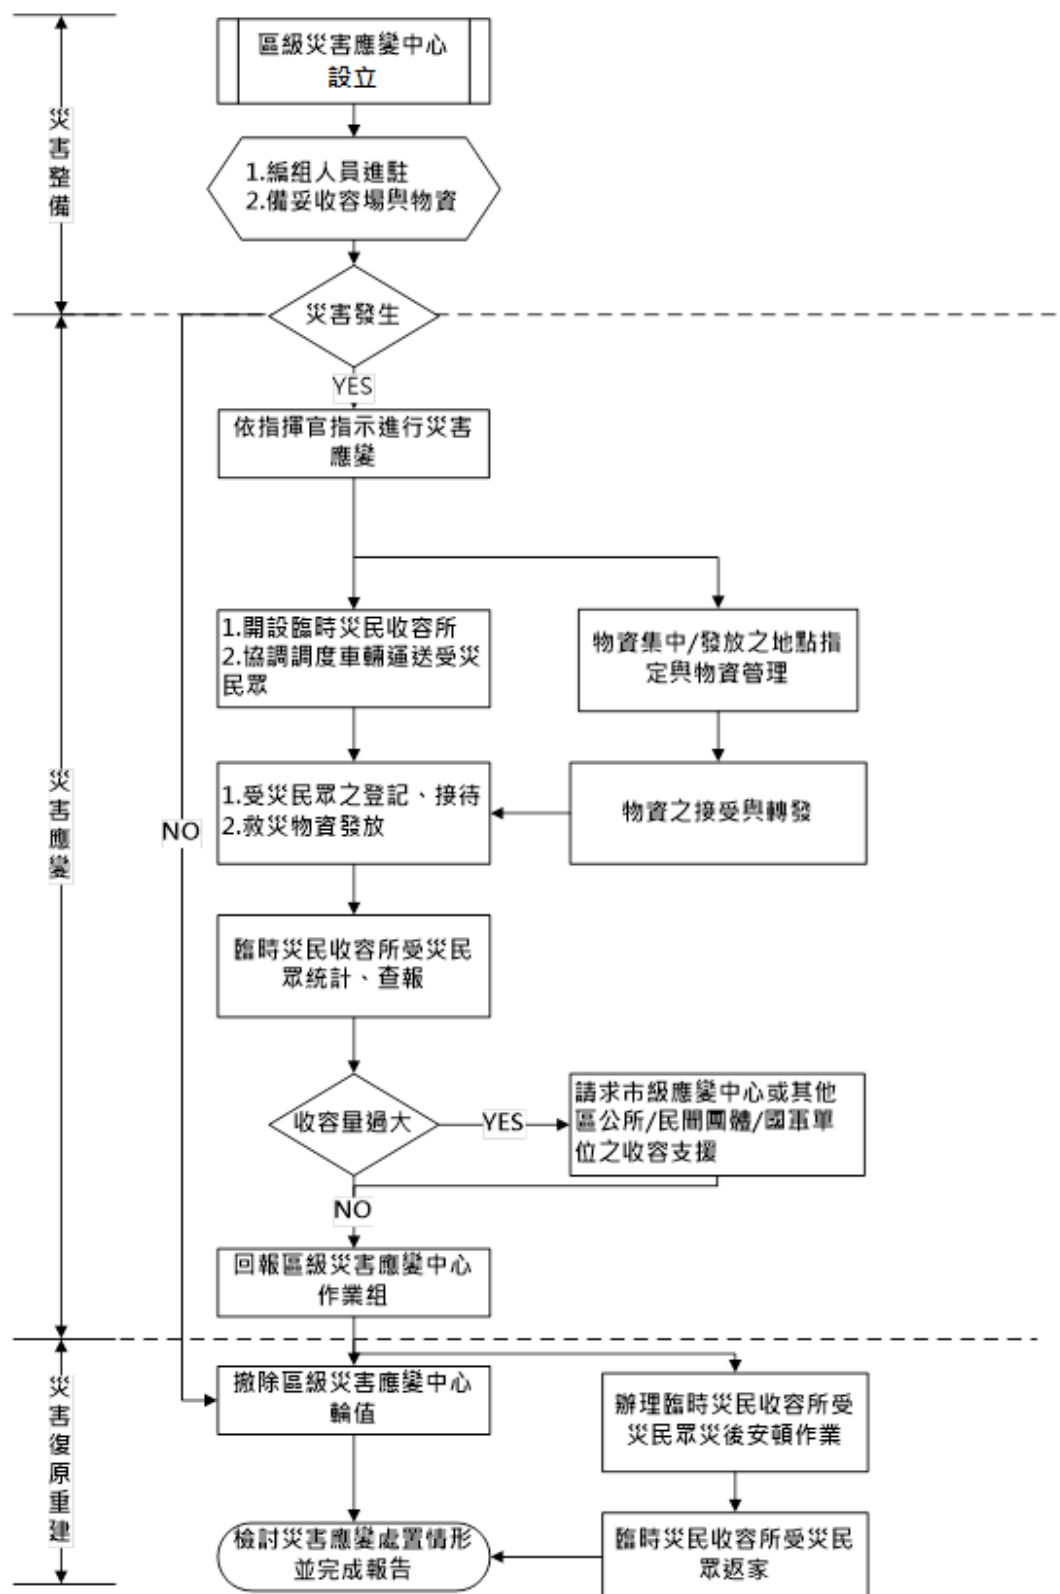 區級災害應變中心
設立
1.編組人員進駐
2.備妥收容場與物資
災害整備
災害發生
YES
依指揮官指示進行災害
應變
1.開設臨時災民收容所
2.協調調度車輛運送受災
民眾
物資集中/發放之地點指
定與物資管理
災害應變
NO
1.受災民眾之登記、接待
2.救災物資發放
物資之接受與轉發
臨時災民收容所受災民
眾統計、查報
收容量過大
YES
請求市級應變中心或其他
區公所/民間團體/國軍單
位之收容支援
NO
回報區級災害應變中心
作業組
災害復原重建
撤除區級災害應變中心
輪值
辦理臨時災民收容所受
災民眾災後安頓作業
檢討災害應變處置情形
並完成報告
臨時災民收容所受災民
眾返家